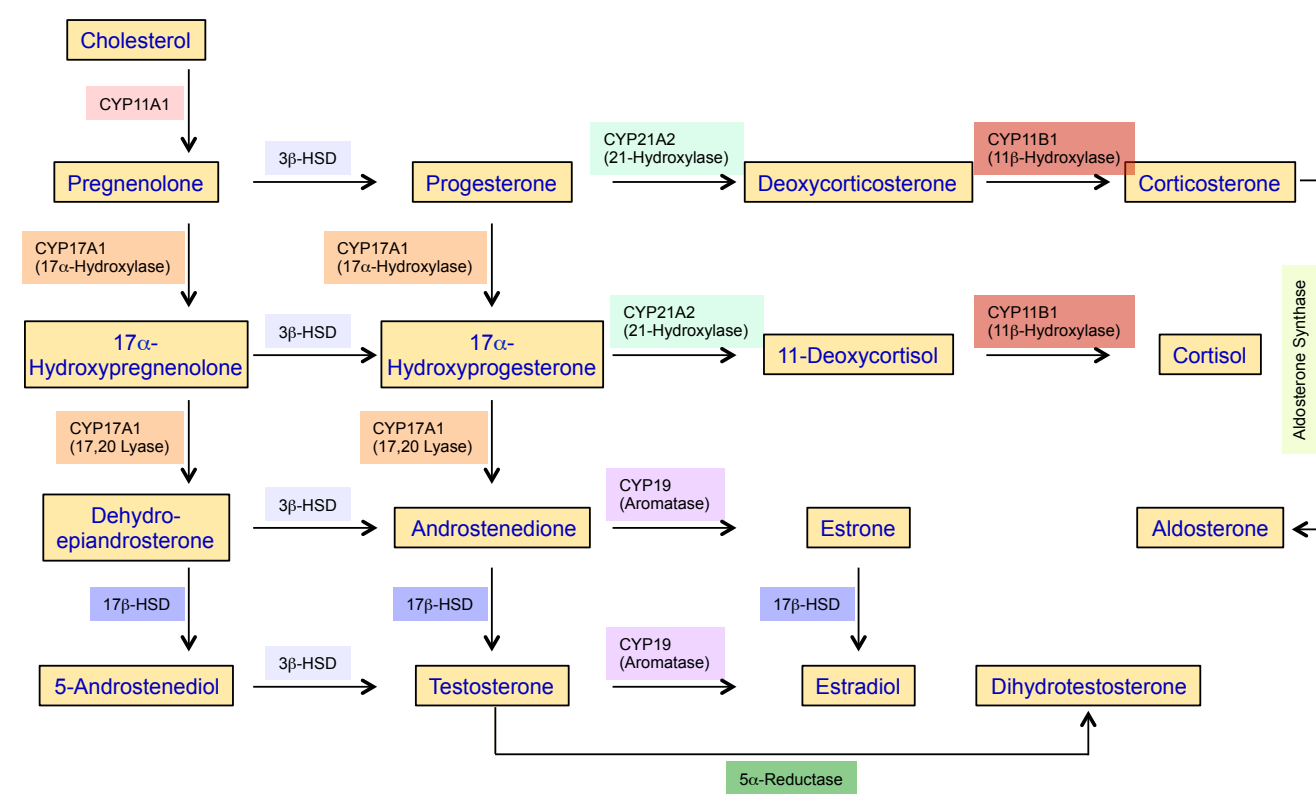 Cholesterol
CYP11A1
3β-HSD
CYP21A2
(21-Hydroxylase)
CYP11B1
(11β-Hydroxylase)
Pregnenolone
Progesterone
Deoxycorticosterone
Corticosterone
CYP17A1
(17α-Hydroxylase)
CYP17A1
(17α-Hydroxylase)
Aldosterone Synthase
3β-HSD
CYP21A2
(21-Hydroxylase)
CYP11B1
(11β-Hydroxylase)
17α-
Hydroxypregnenolone
17α-
Hydroxyprogesterone
11-Deoxycortisol
Cortisol
CYP17A1
(17,20 Lyase)
CYP17A1
(17,20 Lyase)
3β-HSD
CYP19
(Aromatase)
Dehydro-
epiandrosterone
Androstenedione
Estrone
Aldosterone
17β-HSD
17β-HSD
17β-HSD
3β-HSD
CYP19
(Aromatase)
5-Androstenediol
Testosterone
Estradiol
Dihydrotestosterone
5α-Reductase